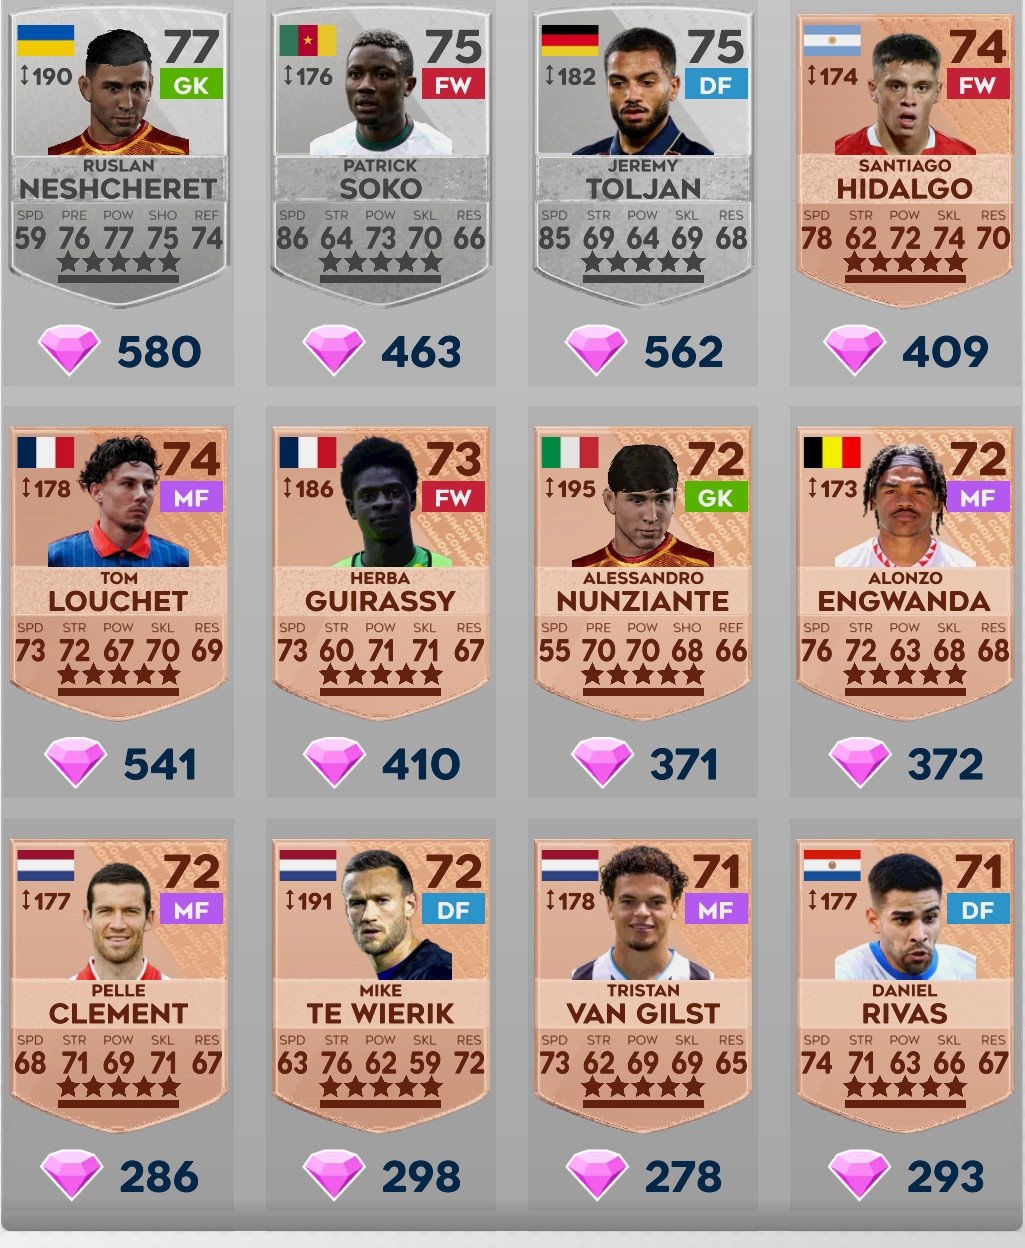 77
↕190
GK
RUSLAN
NESHCHERET
SPD PRE POW SHO REF
59 76 77 75 74
580
75
↕176
FW
PATRICK
SOKO
SPD STR POW SKL RES
86 64 73 70 66
463
75
↕182
DF
JEREMY
TOLJAN
SPD STR POW SKL RES
85 69 64 69 68
562
74
↕174
FW
SANTIAGO
HIDALGO
SPD STR POW SKL RES
78 62 72 74 70
409
74
↕178
MF
TOM
LOUCHET
SPD STR POW SKL RES
73 72 67 70 69
541
73
↕186
FW
HERBA
GUIRASSY
SPD STR POW SKL RES
73 60 71 71 67
410
72
↕195
GK
ALESSANDRO
NUNZIANTE
SPD PRE POW SHO REF
55 70 70 68 66
371
72
↕173
MF
ALONZO
ENGWANDA
SPD STR POW SKL RES
76 72 63 68 68
372
72
↕177
MF
PELLE
CLEMENT
SPD STR POW SKL RES
68 71 69 71 67
286
72
↕191
DF
MIKE
TE WIERIK
SPD STR POW SKL RES
63 76 62 59 72
298
71
↕178
MF
TRISTAN
VAN GILST
SPD STR POW SKL RES
73 62 69 69 65
278
71
↕177
DF
DANIEL
RIVAS
SPD STR POW SKL RES
74 71 63 66 67
293